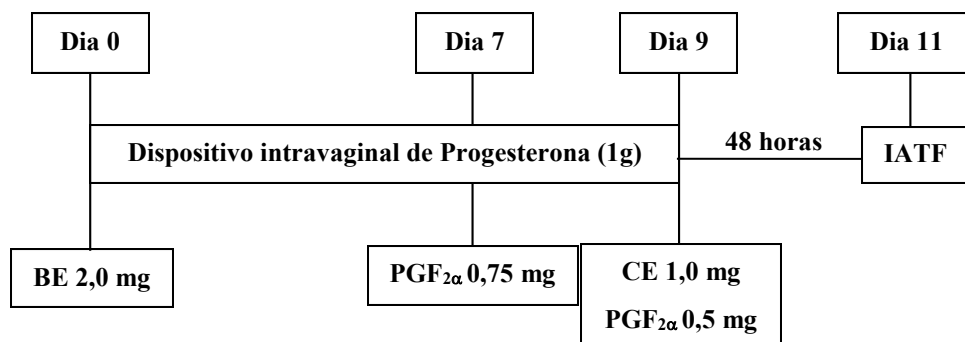 Dia 0
Dia 7
Dia 9
Dia 11
Dispositivo intravaginal de Progesterona (1g)
48 horas
IATF
BE 2,0 mg
PGF2α 0,75 mg
CE 1,0 mg
PGF2α 0,5 mg